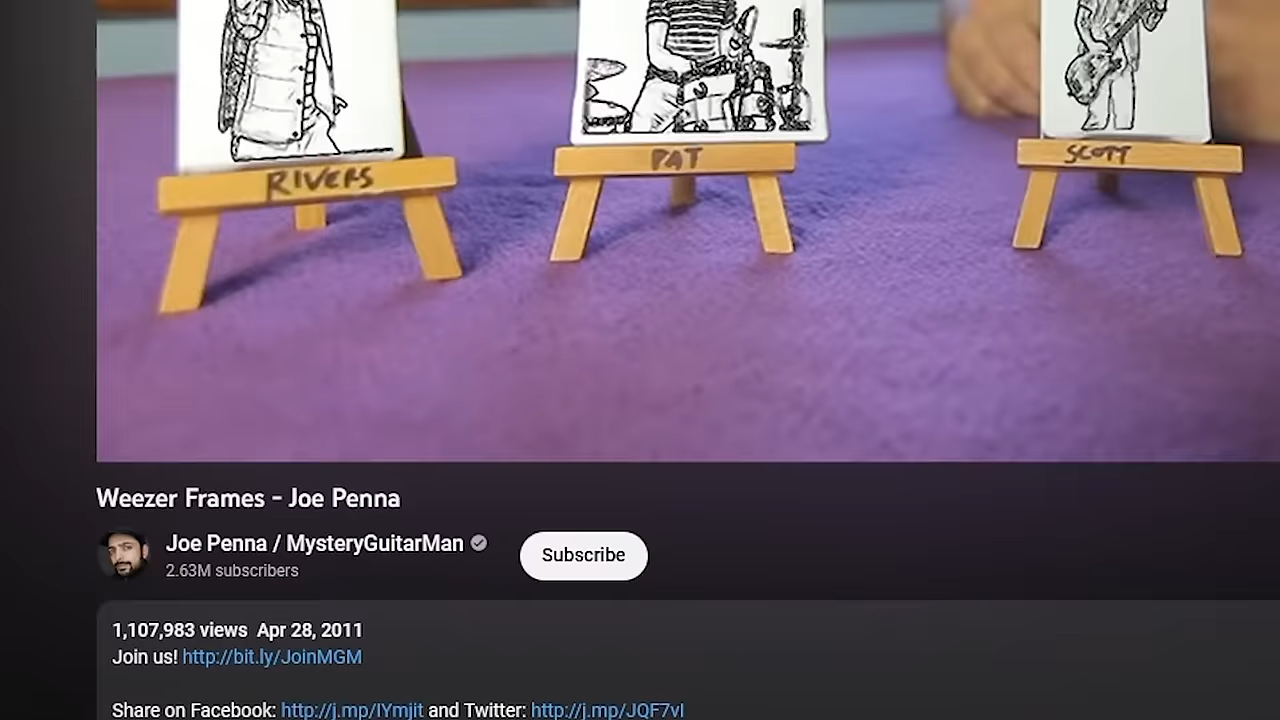 RIVERS
PAT
SCOTT
Weezer Frames - Joe Penna
Joe Penna / MysteryGuitarMan
2.63M subscribers
Subscribe
1,107,983 views Apr 28, 2011
Join us! http://bit.ly/JoinMGM
Share on Facebook: http://j.mp/lYmjit and Twitter: http://j.mp/JQF7vI